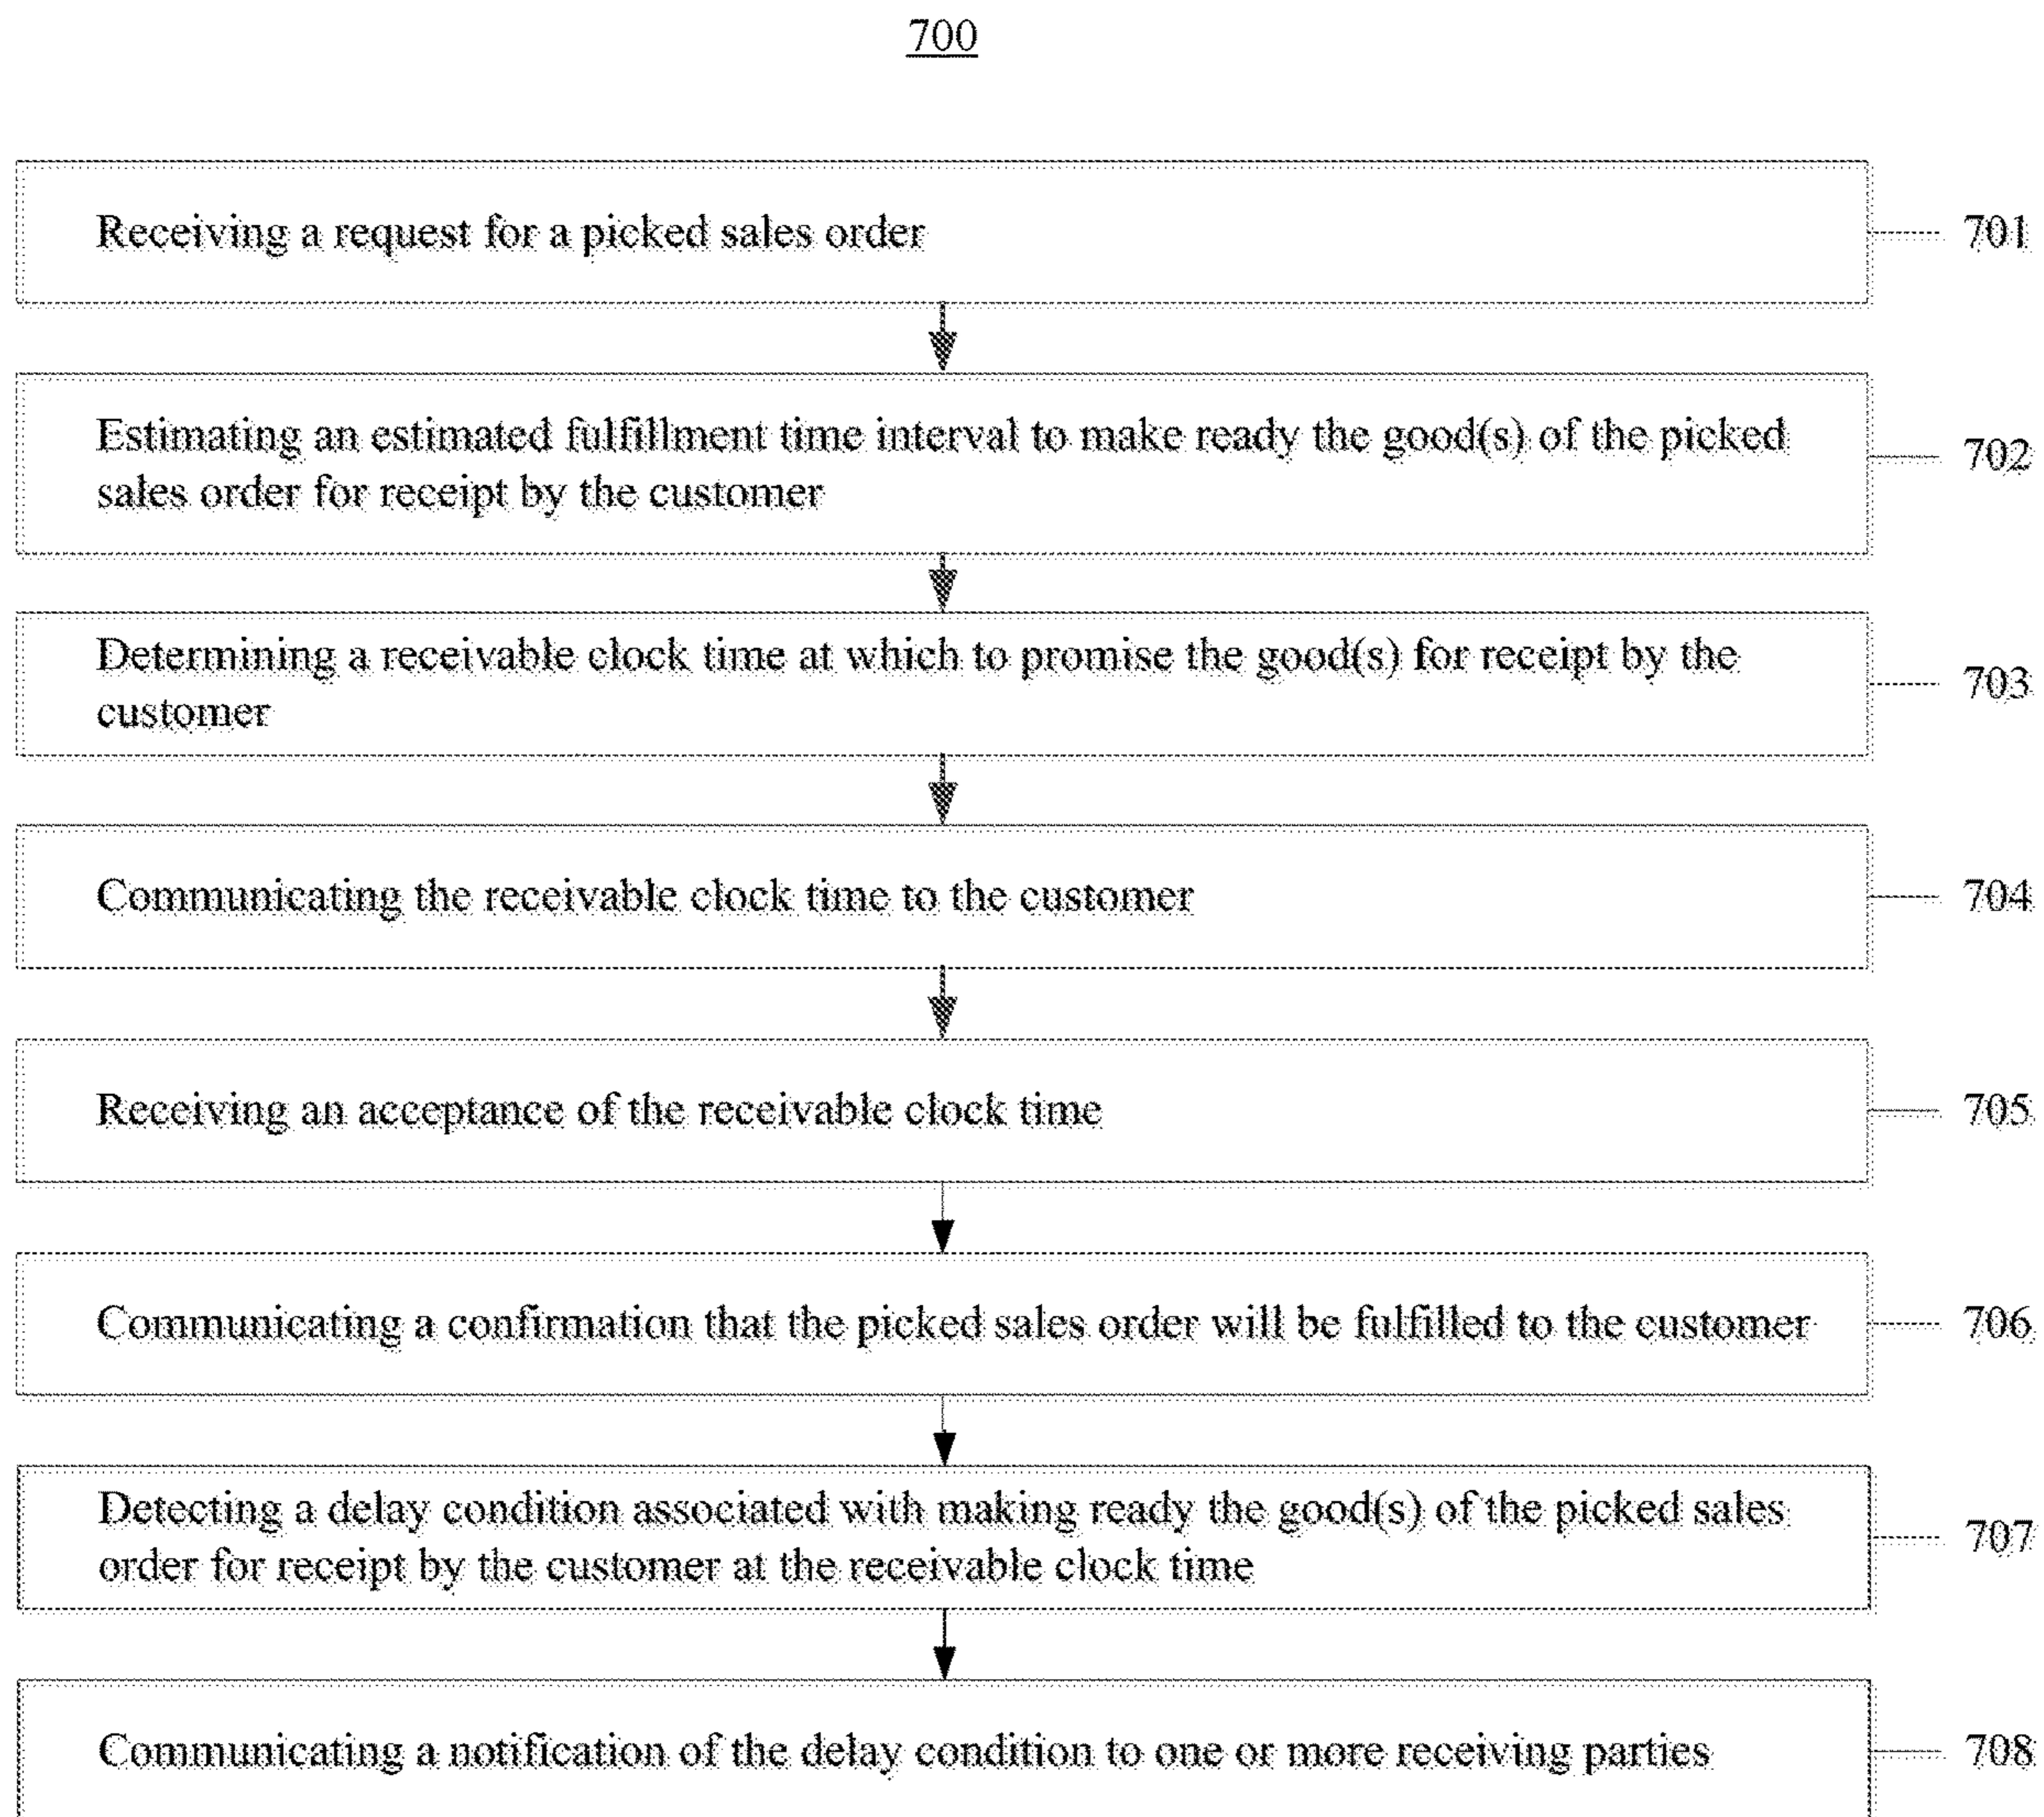 700
Receiving a request for a picked sales order
701
Estimating an estimated fulfillment time interval to make ready the good(s) of the picked
sales order for receipt by the customer
702
Determining a receivable clock time at which to promise the good(s) for receipt by the
customer
703
Communicating the receivable clock time to the customer
704
Receiving an acceptance of the receivable clock time
705
Communicating a confirmation that the picked sales order will be fulfilled to the customer
706
Detecting a delay condition associated with making ready the good(s) of the picked sales
order for receipt by the customer at the receivable clock time
707
Communicating a notification of the delay condition to one or more receiving parties
708